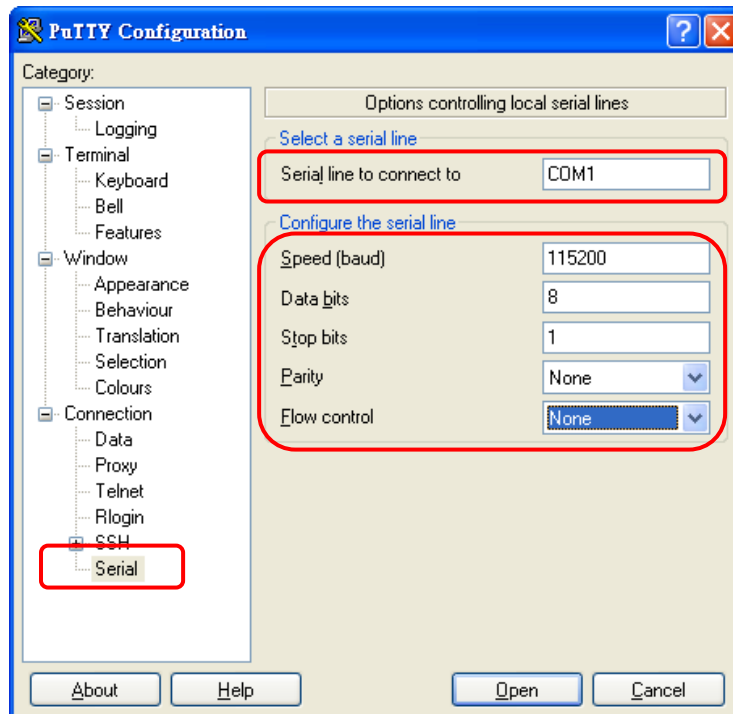 PuTTY Configuration
Category:
Session
Logging
Terminal
Keyboard
Bell
Features
Window
Appearance
Behaviour
Translation
Selection
Colours
Connection
Data
Proxy
Telnet
Rlogin
SSH
Serial
Options controlling local serial lines
Select a serial line
Serial line to connect to COM1
Configure the serial line
Speed (baud) 115200
Data bits 8
Stop bits 1
Parity None
Flow control None
About Help Open Cancel